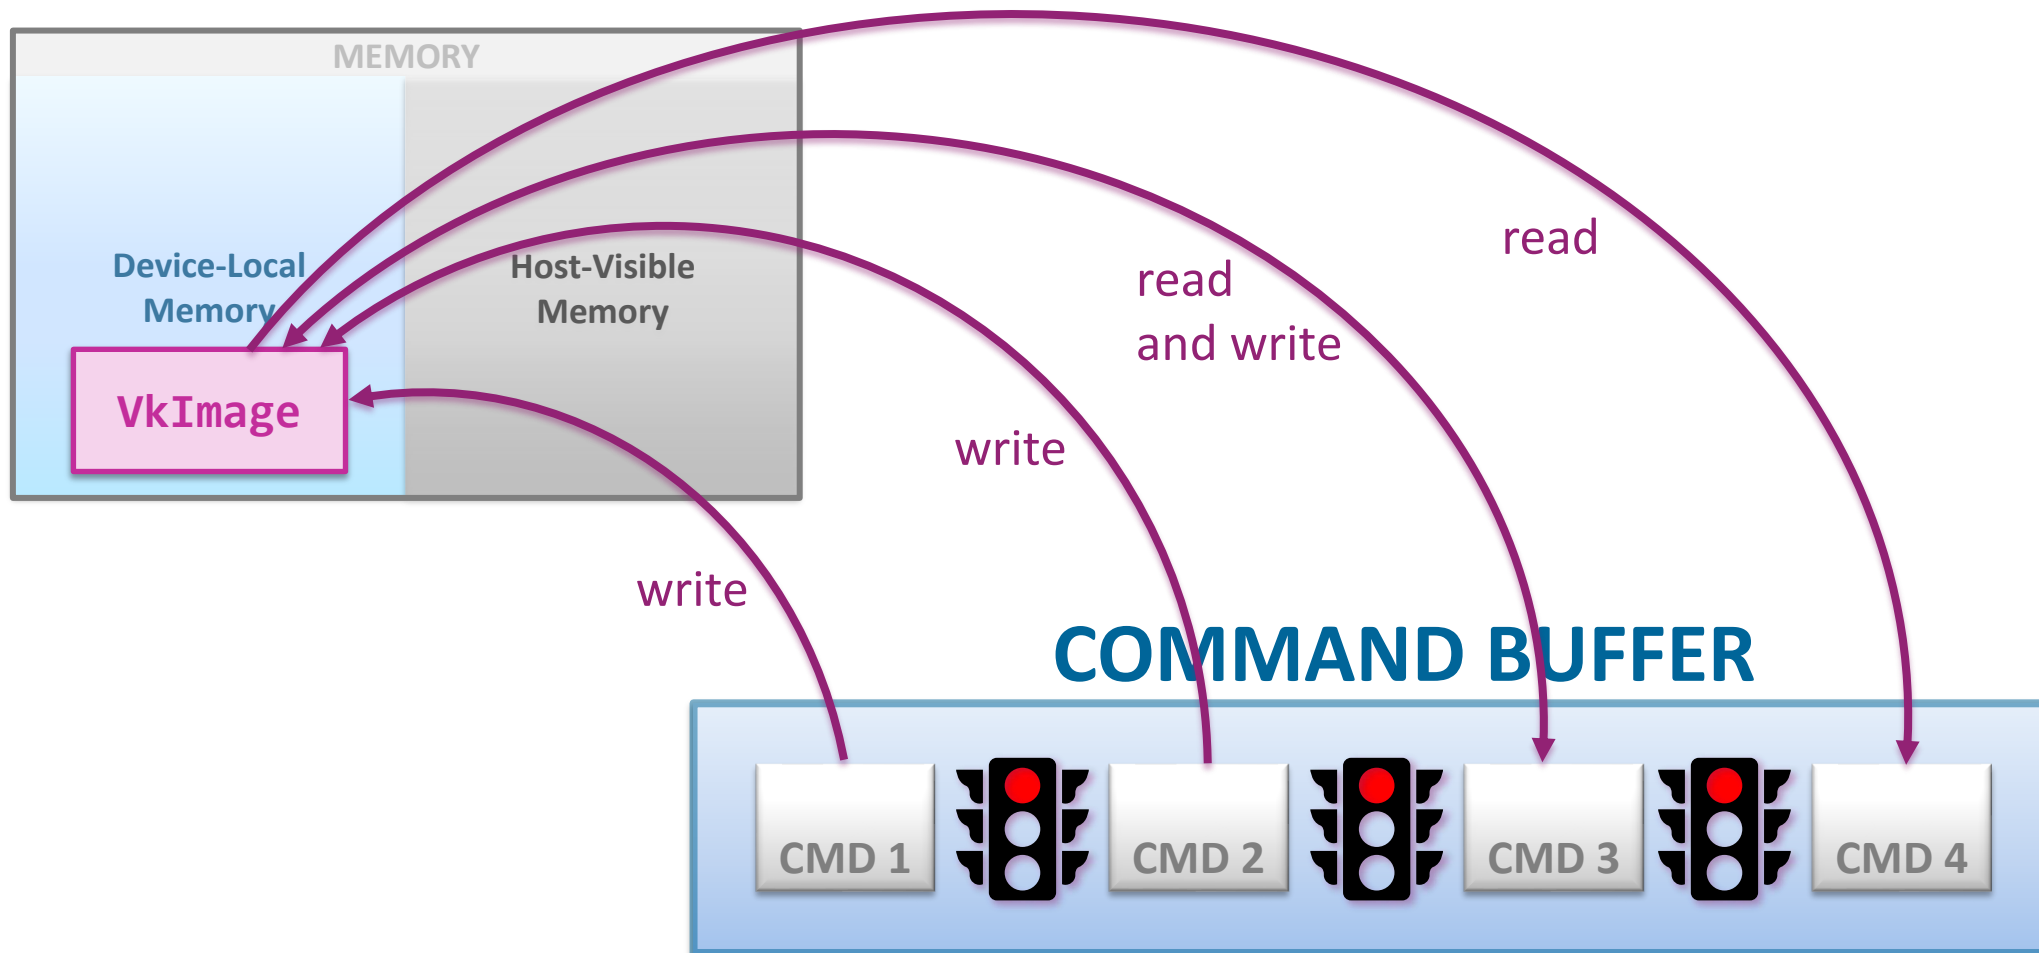 MEMORY
Device-Local
Memory
Host-Visible
Memory
VkImage
read
read
and write
write
write
COMMAND BUFFER
CMD 1
CMD 2
CMD 3
CMD 4